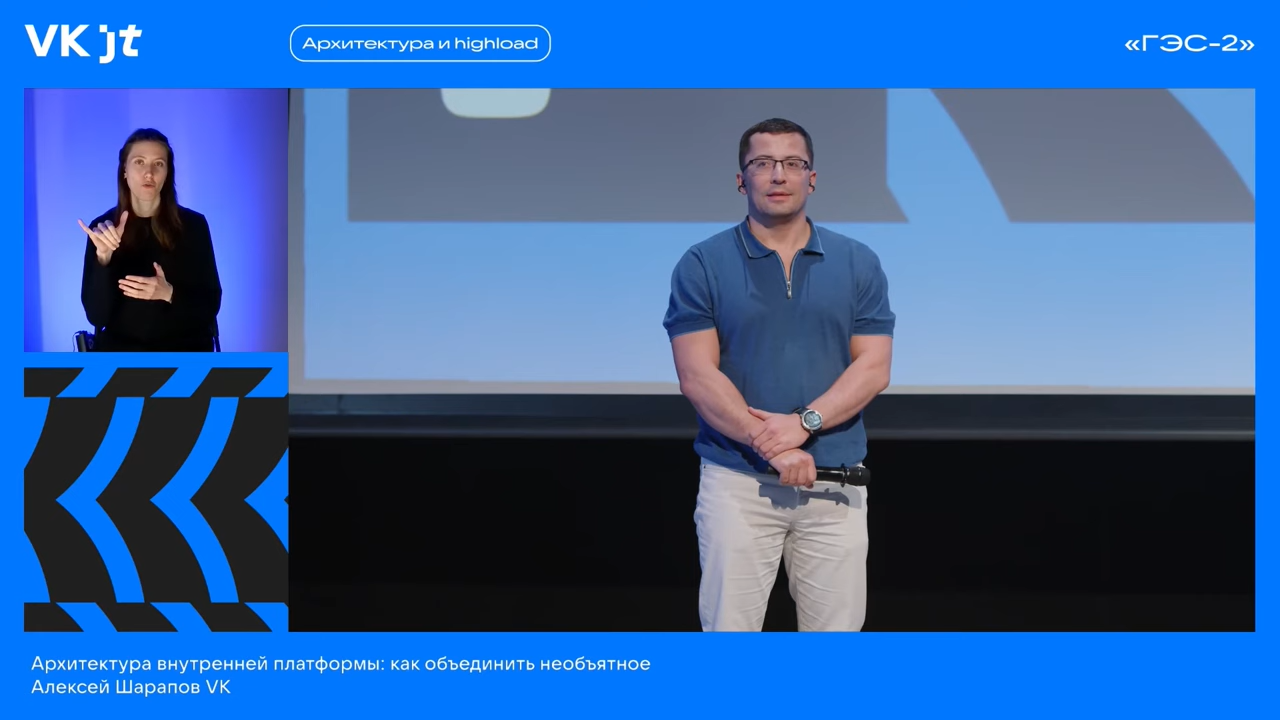 VK jt
Архитектура и highload
«ГЭС-2»
Архитектура внутренней платформы: как объединить необъятное
Алексей Шарапов VK